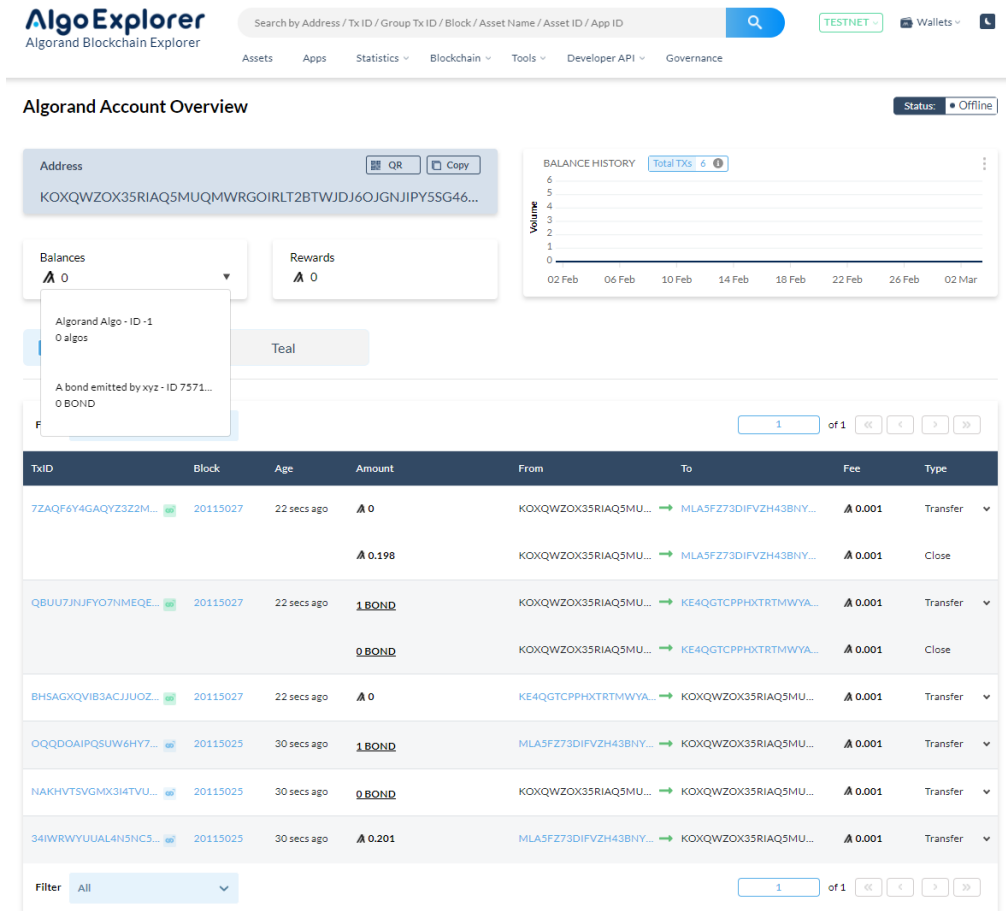 AlgoExplorer
Algorand Blockchain Explorer
Search by Address / Tx ID / Group Tx ID / Block / Asset Name / Asset ID / App ID
TESTNET
Wallets
Assets Apps Statistics Blockchain Tools Developer API Governance
Algorand Account Overview
Status: Offline
Address
QR
Copy
KOXQWZOX35RIAQ5MUQMWRGOIRLT2BTWJDJ6OJGNJIPY5SG46...
BALANCE HISTORY Total TXs 6
Volume
6
5
4
3
2
1
0
02 Feb 06 Feb 10 Feb 14 Feb 18 Feb 22 Feb 26 Feb 02 Mar
Balances
0
Rewards
0
Algorand Algo - ID -1
0 algos
A bond emitted by xyz - ID 7571...
0 BOND
Teal
F
1 of 1
TxID Block Age Amount From To Fee Type
7ZAQF6Y4GAQYZ3Z2M... 20115027 22 secs ago 0 KOXQWZOX35RIAQ5MU... MLA5FZ73DIFVZH43BNY... 0.001 Transfer
0.198 KOXQWZOX35RIAQ5MU... MLA5FZ73DIFVZH43BNY... 0.001 Close
QBUU7JNJFYO7NMEQE... 20115027 22 secs ago 1 BOND KOXQWZOX35RIAQ5MU... KE4QGTCPPHXTRTMWYA... 0.001 Transfer
0 BOND KOXQWZOX35RIAQ5MU... KE4QGTCPPHXTRTMWYA... 0.001 Close
BHSAGXQVIB3ACJJUOZ... 20115027 22 secs ago 0 KE4QGTCPPHXTRTMWYA... KOXQWZOX35RIAQ5MU... 0.001 Transfer
OQQDOAIPQSUW6HY7... 20115025 30 secs ago 1 BOND MLA5FZ73DIFVZH43BNY... KOXQWZOX35RIAQ5MU... 0.001 Transfer
NAKHVTSVGMX3I4TVU... 20115025 30 secs ago 0 BOND KOXQWZOX35RIAQ5MU... KOXQWZOX35RIAQ5MU... 0.001 Transfer
34IWRWYUUAL4N5NC5... 20115025 30 secs ago 0.201 MLA5FZ73DIFVZH43BNY... KOXQWZOX35RIAQ5MU... 0.001 Transfer
Filter All
1 of 1